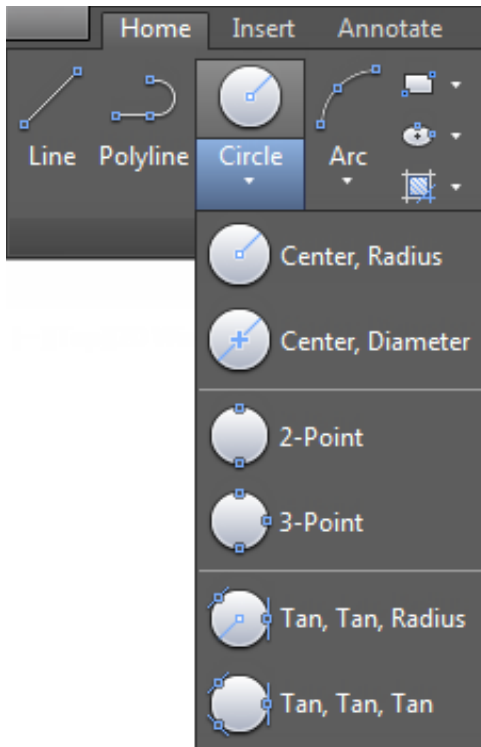 Home Insert Annotate
Line Polyline Circle Arc
Center, Radius
Center, Diameter
2-Point
3-Point
Tan, Tan, Radius
Tan, Tan, Tan